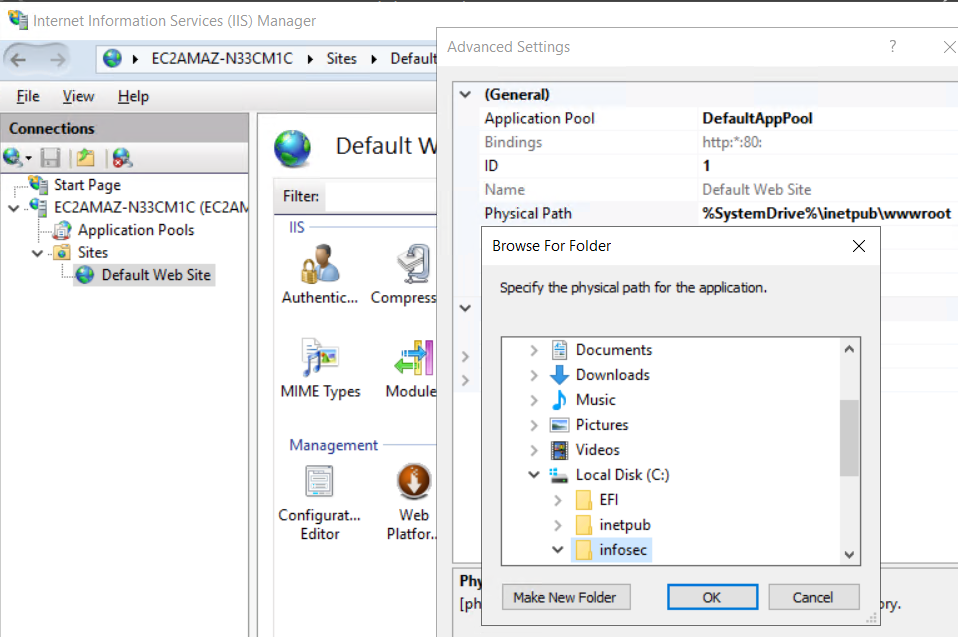 Internet Information Services (IIS) Manager
EC2AMAZ-N33CM1C Sites Default
File View Help
Connections
Start Page
EC2AMAZ-N33CM1C (EC2AM
Application Pools
Sites
Default Web Site
Default W
Filter:
IIS
Authentic... Compress
MIME Types Module
Management
Configurat... Editor
Web Platfor...
Advanced Settings
?
(General)
Application Pool DefaultAppPool
Bindings http:*:80:
ID 1
Name Default Web Site
Physical Path %SystemDrive%\inetpub\wwwroot
Browse For Folder
Specify the physical path for the application.
Documents
Downloads
Music
Pictures
Videos
Local Disk (C:)
EFI
inetpub
infosec
Make New Folder OK Cancel
Phy
[ph ory.